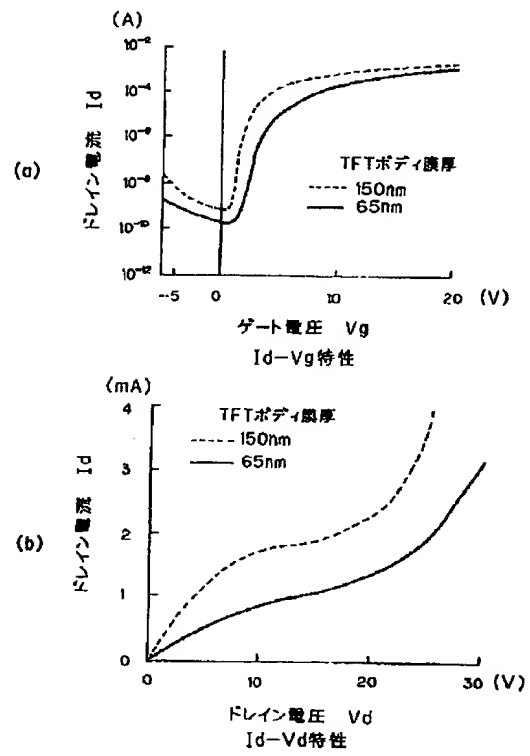 (A)
10⁻²
10⁻⁴
10⁻⁶
10⁻⁸
10⁻¹⁰
10⁻¹²
ドレイン電流 Id
(a)
TFTボディ膜厚
150nm
65nm
-5 0 10 20 (V)
ゲート電圧 Vg
Id-Vg特性
(mA)
4
3
2
1
0
ドレイン電流 Id
(b)
TFTボディ膜厚
150nm
65nm
0 10 20 30 (V)
ドレイン電圧 Vd
Id-Vd特性